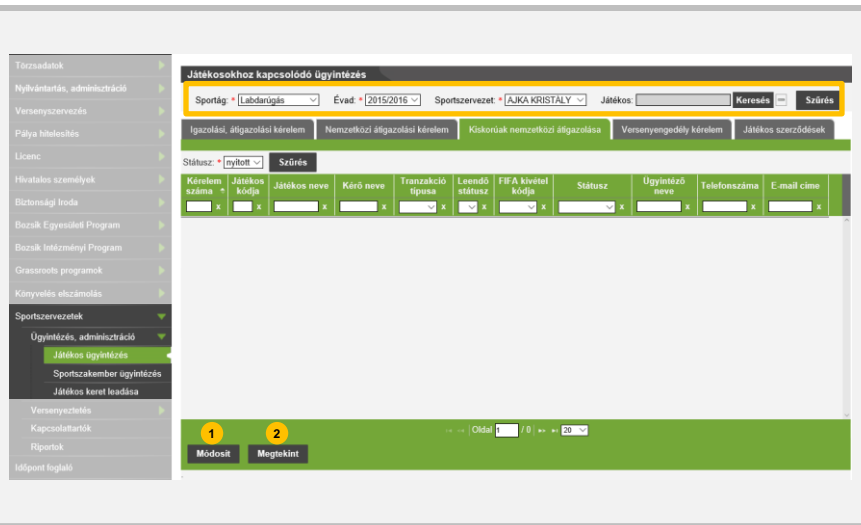 Törzsadatok
Nyilvántartás, adminisztráció
Versenyszervezés
Pálya hitelesítés
Licenc
Hivatalos személyek
Biztonsági Iroda
Bozsik Egyesületi Program
Bozsik Intézményi Program
Grassroots programok
Könyvelés elszámolás
Sportszervezetek
Ügyintézés, adminisztráció
Játékos ügyintézés
Sportszakember ügyintézés
Játékos keret leadása
Versenyeztetés
Kapcsolattartók
Riportok
Időpont foglaló
Játékosokhoz kapcsolódó ügyintézés
Sportág: * Labdarúgás Évad: * 2015/2016 Sportszervezet: * AJKA KRISTÁLY Játékos: Keresés Szűrés
Igazolási, átigazolási kérelem Nemzetközi átigazolási kérelem Kiskorúak nemzetközi átigazolása Versenyengedély kérelem Játékos szerződések
Státusz: * nyitott Szűrés
Kérelem száma Játékos kódja Játékos neve Kérő neve Tranzakció típusa Leendő státusz FIFA kivétel kódja Státusz Ügyintéző neve Telefonszáma E-mail címe
x x x x x x x x x x x
Oldal 1 / 0 20
1 2
Módosít Megtekint